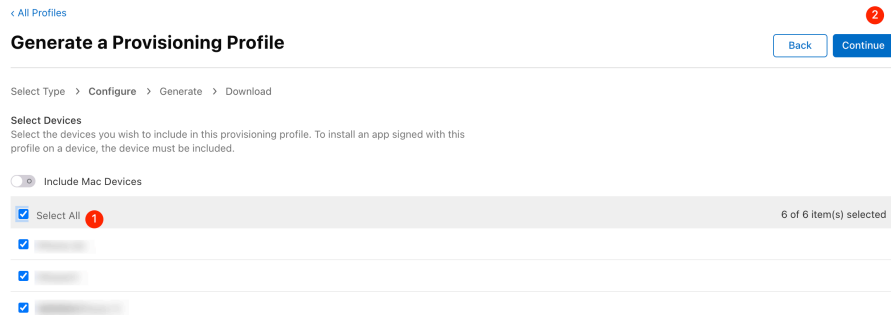 ‹ All Profiles
2
Generate a Provisioning Profile
Back
Continue
Select Type > Configure > Generate > Download
Select Devices
Select the devices you wish to include in this provisioning profile. To install an app signed with this
profile on a device, the device must be included.
Include Mac Devices
Select All 1
6 of 6 item(s) selected